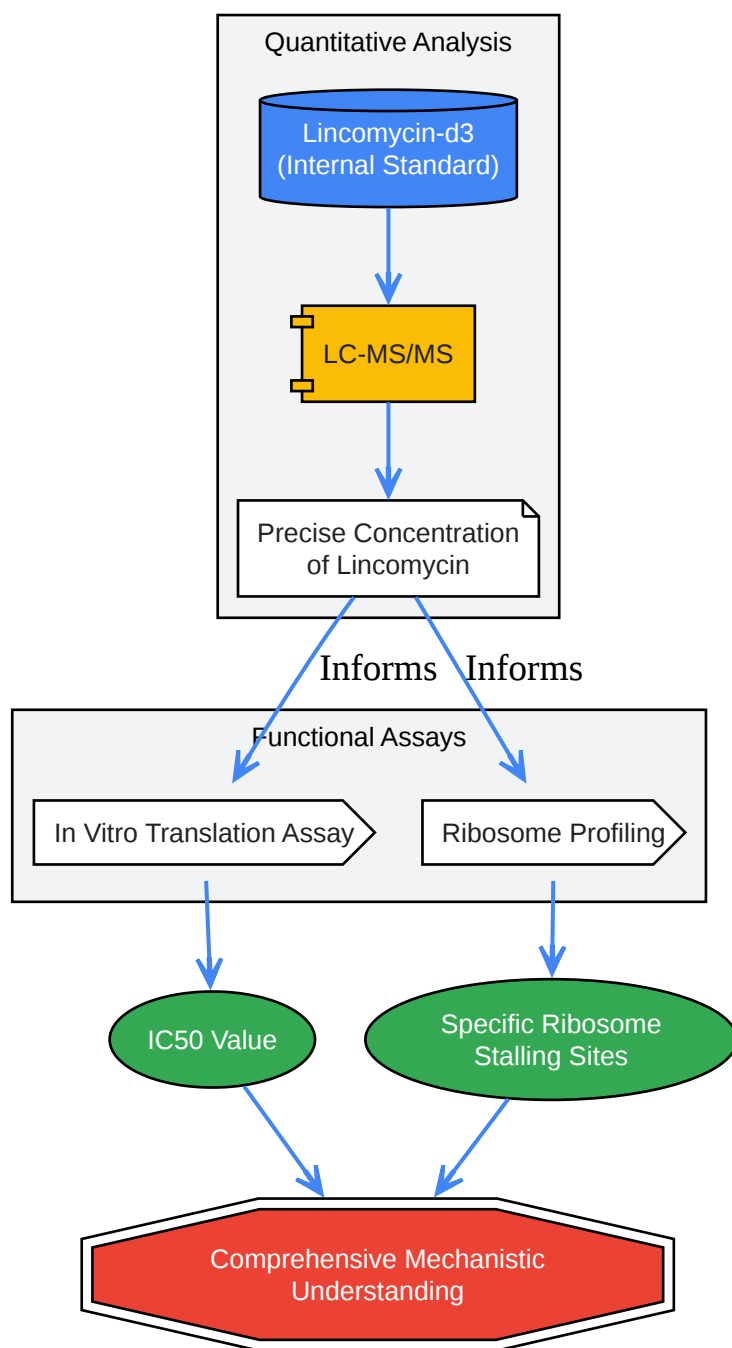 Quantitative Analysis
Lincomycin-d3
(Internal Standard)
LC-MS/MS
Precise Concentration
of Lincomycin
Informs
Informs
Functional Assays
In Vitro Translation Assay
Ribosome Profiling
IC50 Value
Specific Ribosome
Stalling Sites
Comprehensive Mechanistic
Understanding